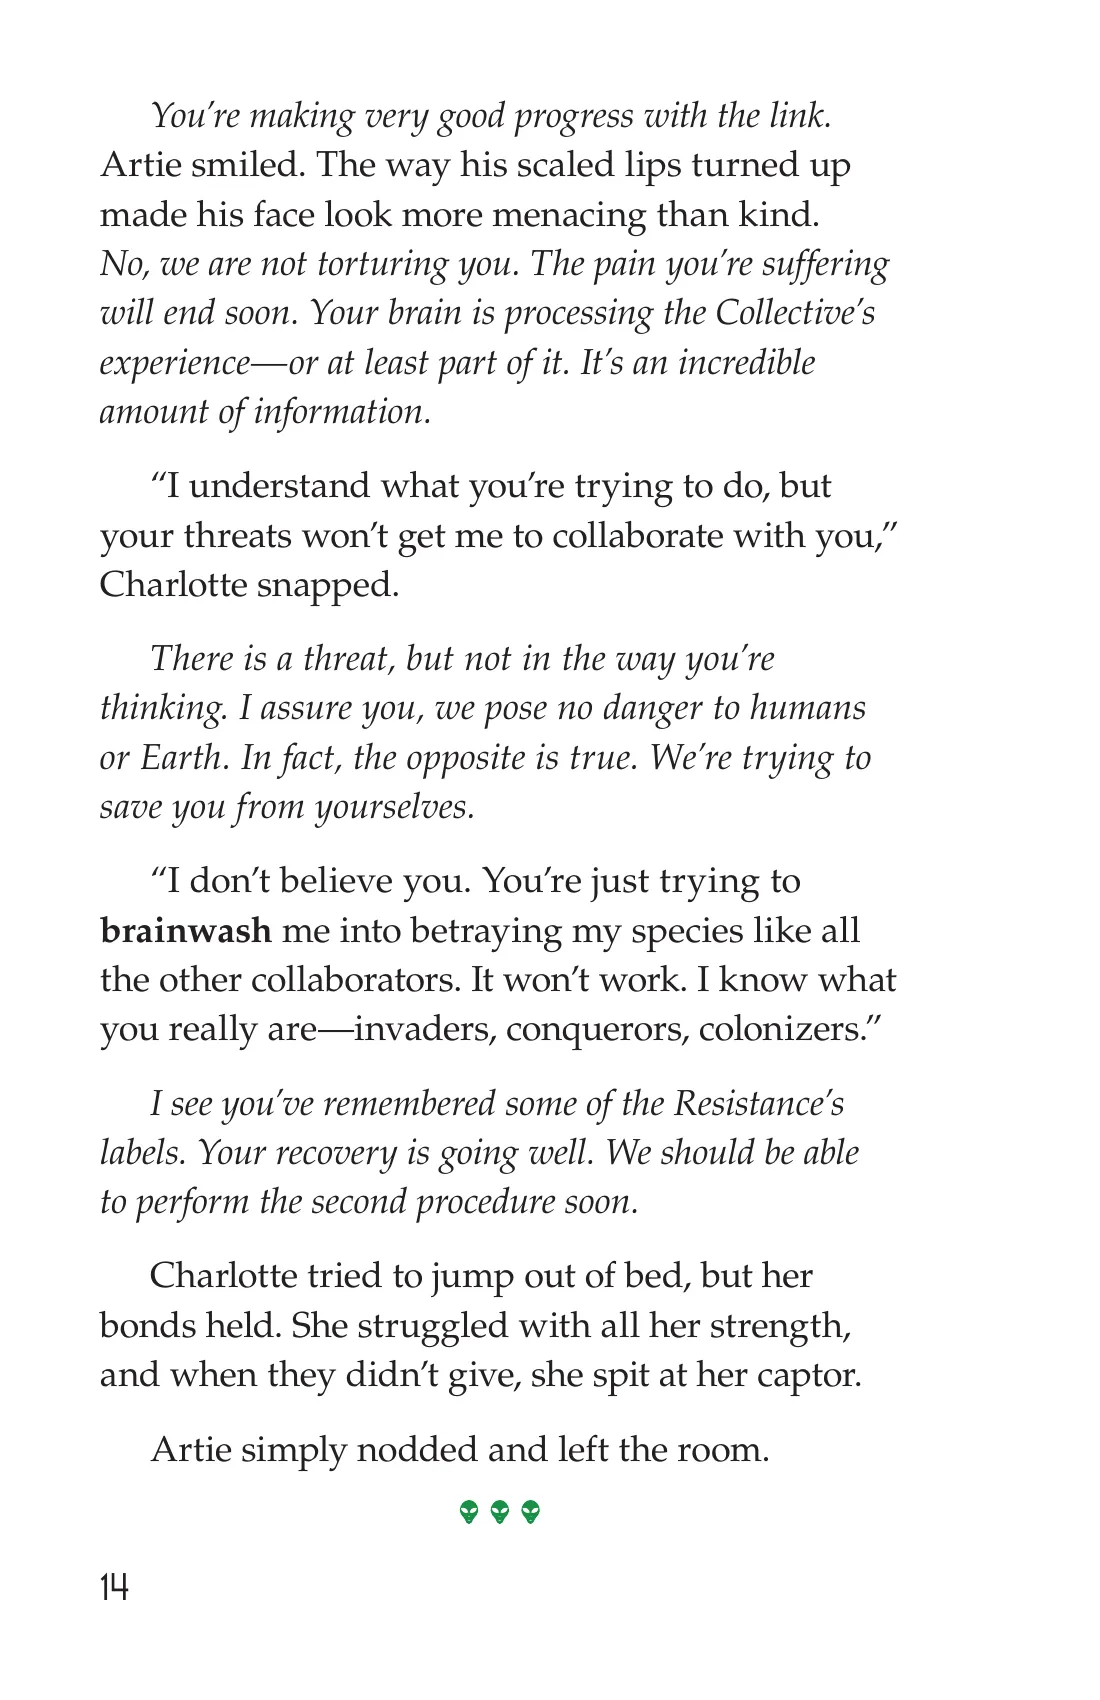 You’re making very good progress with the link.
Artie smiled. The way his scaled lips turned up
made his face look more menacing than kind.
No, we are not torturing you. The pain you’re suffering
will end soon. Your brain is processing the Collective’s
experience—or at least part of it. It’s an incredible
amount of information.
“I understand what you’re trying to do, but
your threats won’t get me to collaborate with you,”
Charlotte snapped.
There is a threat, but not in the way you’re
thinking. I assure you, we pose no danger to humans
or Earth. In fact, the opposite is true. We’re trying to
save you from yourselves.
“I don’t believe you. You’re just trying to
brainwash me into betraying my species like all
the other collaborators. It won’t work. I know what
you really are—invaders, conquerors, colonizers.”
I see you’ve remembered some of the Resistance’s
labels. Your recovery is going well. We should be able
to perform the second procedure soon.
Charlotte tried to jump out of bed, but her
bonds held. She struggled with all her strength,
and when they didn’t give, she spit at her captor.
Artie simply nodded and left the room.
14